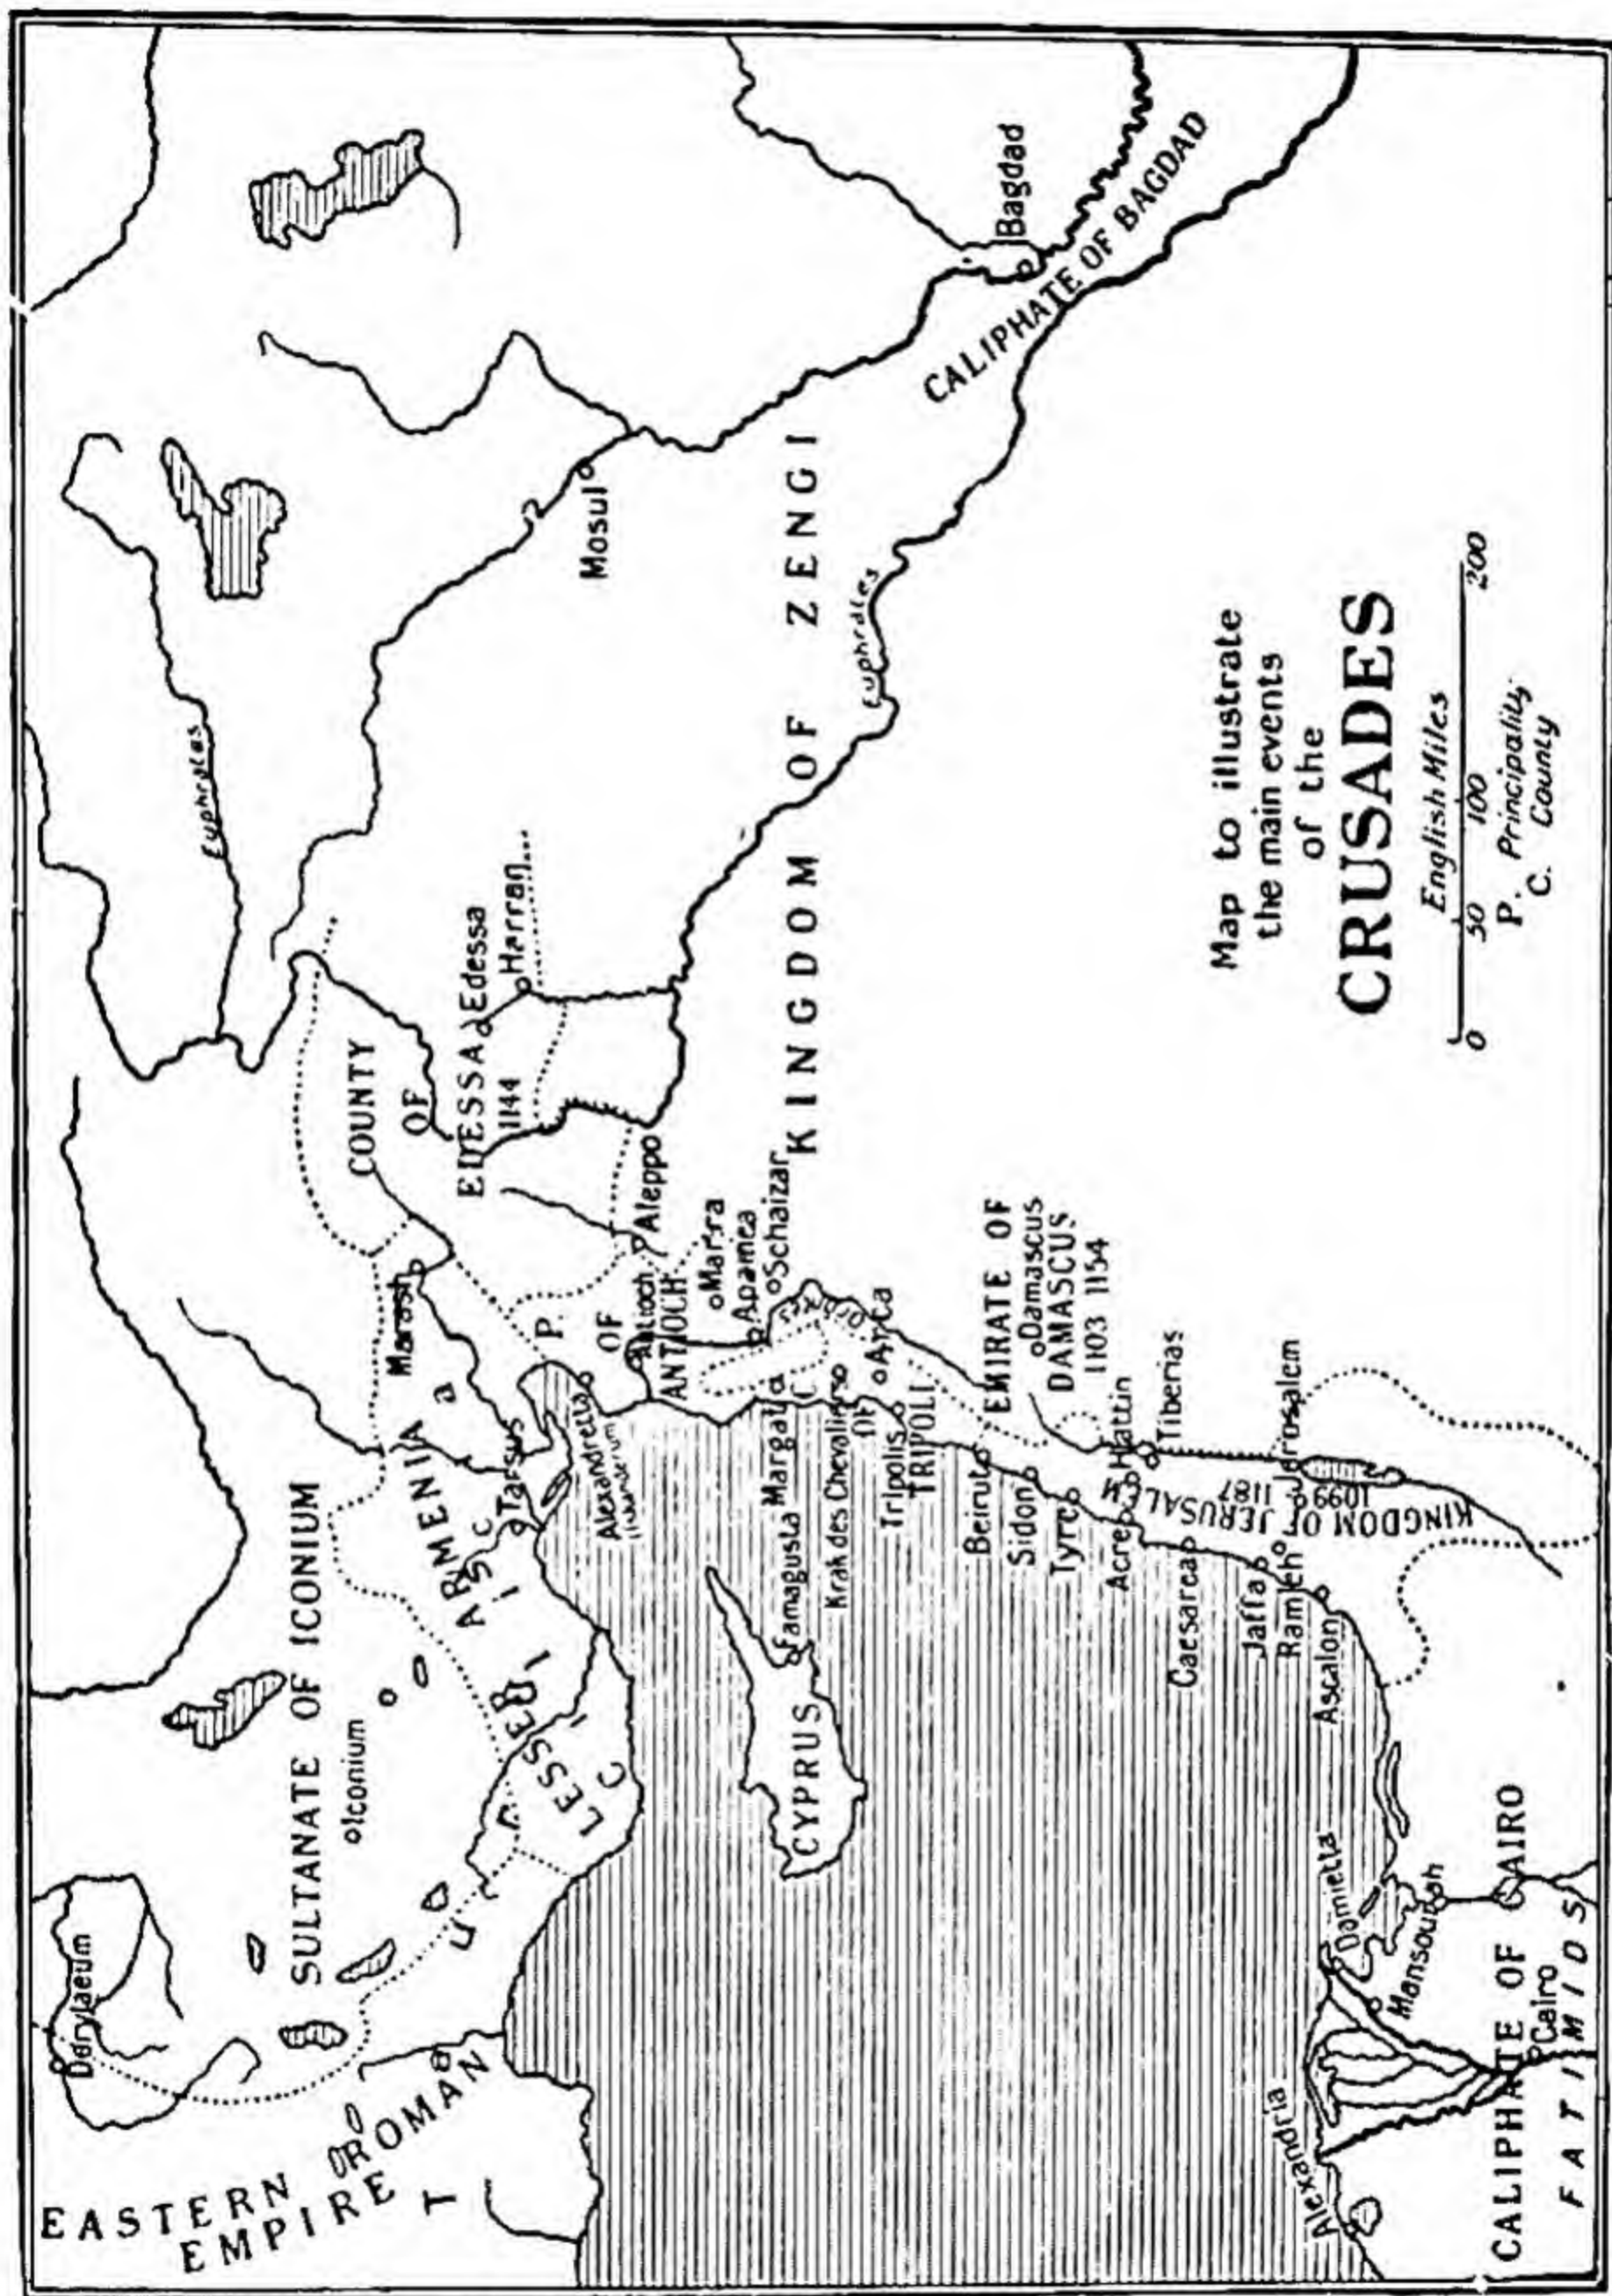 EASTERN ROMAN
EMPIRE
T U
Dorylaeum
SULTANATE OF ICONIUM
Iconium
LESSER
ARMENIA
C I L I C I a
Tarsus
Marash
COUNTY
OF
EDESSA
1144
Edessa
Harran
Euphrates
Mosul
Bagdad
CALIPHATE OF BAGDAD
KINGDOM OF ZENGI
Euphrates
Alexandretta
P.
OF
ANTIOCH
Antioch
Aleppo
Marra
Apamea
Schaizar
CYPRUS
Famagusta
Margat
Krak des Chevaliers
Arca
C
OF
TRIPOLI
Tripolis
EMIRATE OF
Damascus
DAMASCUS
1103 1154
Beirut
Sidon
Tyre
Acre
Hattin
Tiberias
Caesarea
Jaffa
Ramleh
Jerusalem
1099 1187
KINGDOM OF JERUSALEM
Ascalon
Alexandria
Damietta
Mansourah
CALIPHATE OF CAIRO
Cairo
FATIMIDS
Map to illustrate
the main events
of the
CRUSADES
English Miles
0 50 100 200
P. Principality
C. County